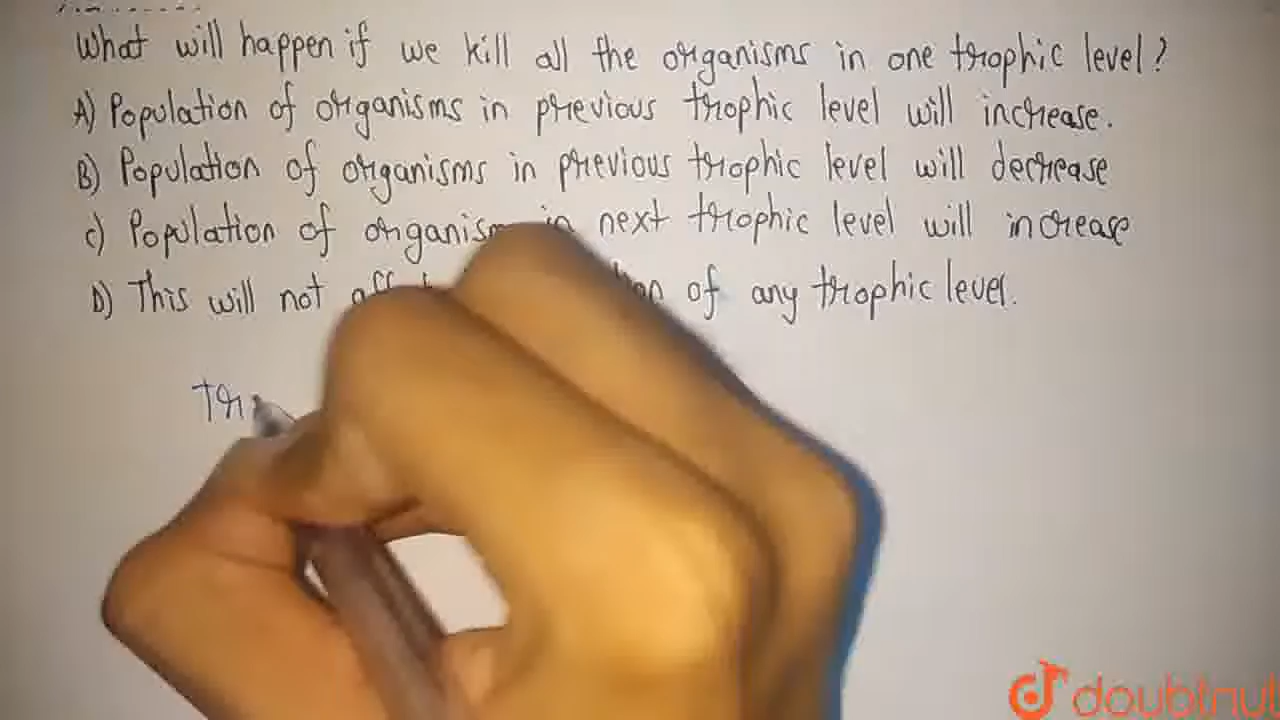 What will happen if we kill all the organisms in one trophic level?
A) Population of organisms in previous trophic level will increase.
B) Population of organisms in previous trophic level will decrease
c) Population of in next trophic level will increase
D) This will not of any trophic level.
doubtnut